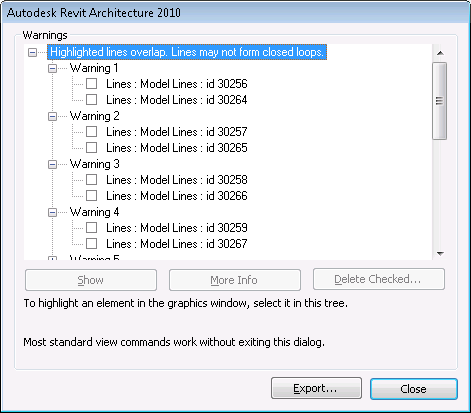 Autodesk Revit Architecture 2010
Warnings
Highlighted lines overlap. Lines may not form closed loops.
Warning 1
Lines : Model Lines : id 30256
Lines : Model Lines : id 30264
Warning 2
Lines : Model Lines : id 30257
Lines : Model Lines : id 30265
Warning 3
Lines : Model Lines : id 30258
Lines : Model Lines : id 30266
Warning 4
Lines : Model Lines : id 30259
Lines : Model Lines : id 30267
Warning 5
Show More Info Delete Checked...
To highlight an element in the graphics window, select it in this tree.
Most standard view commands work without exiting this dialog.
Export... Close